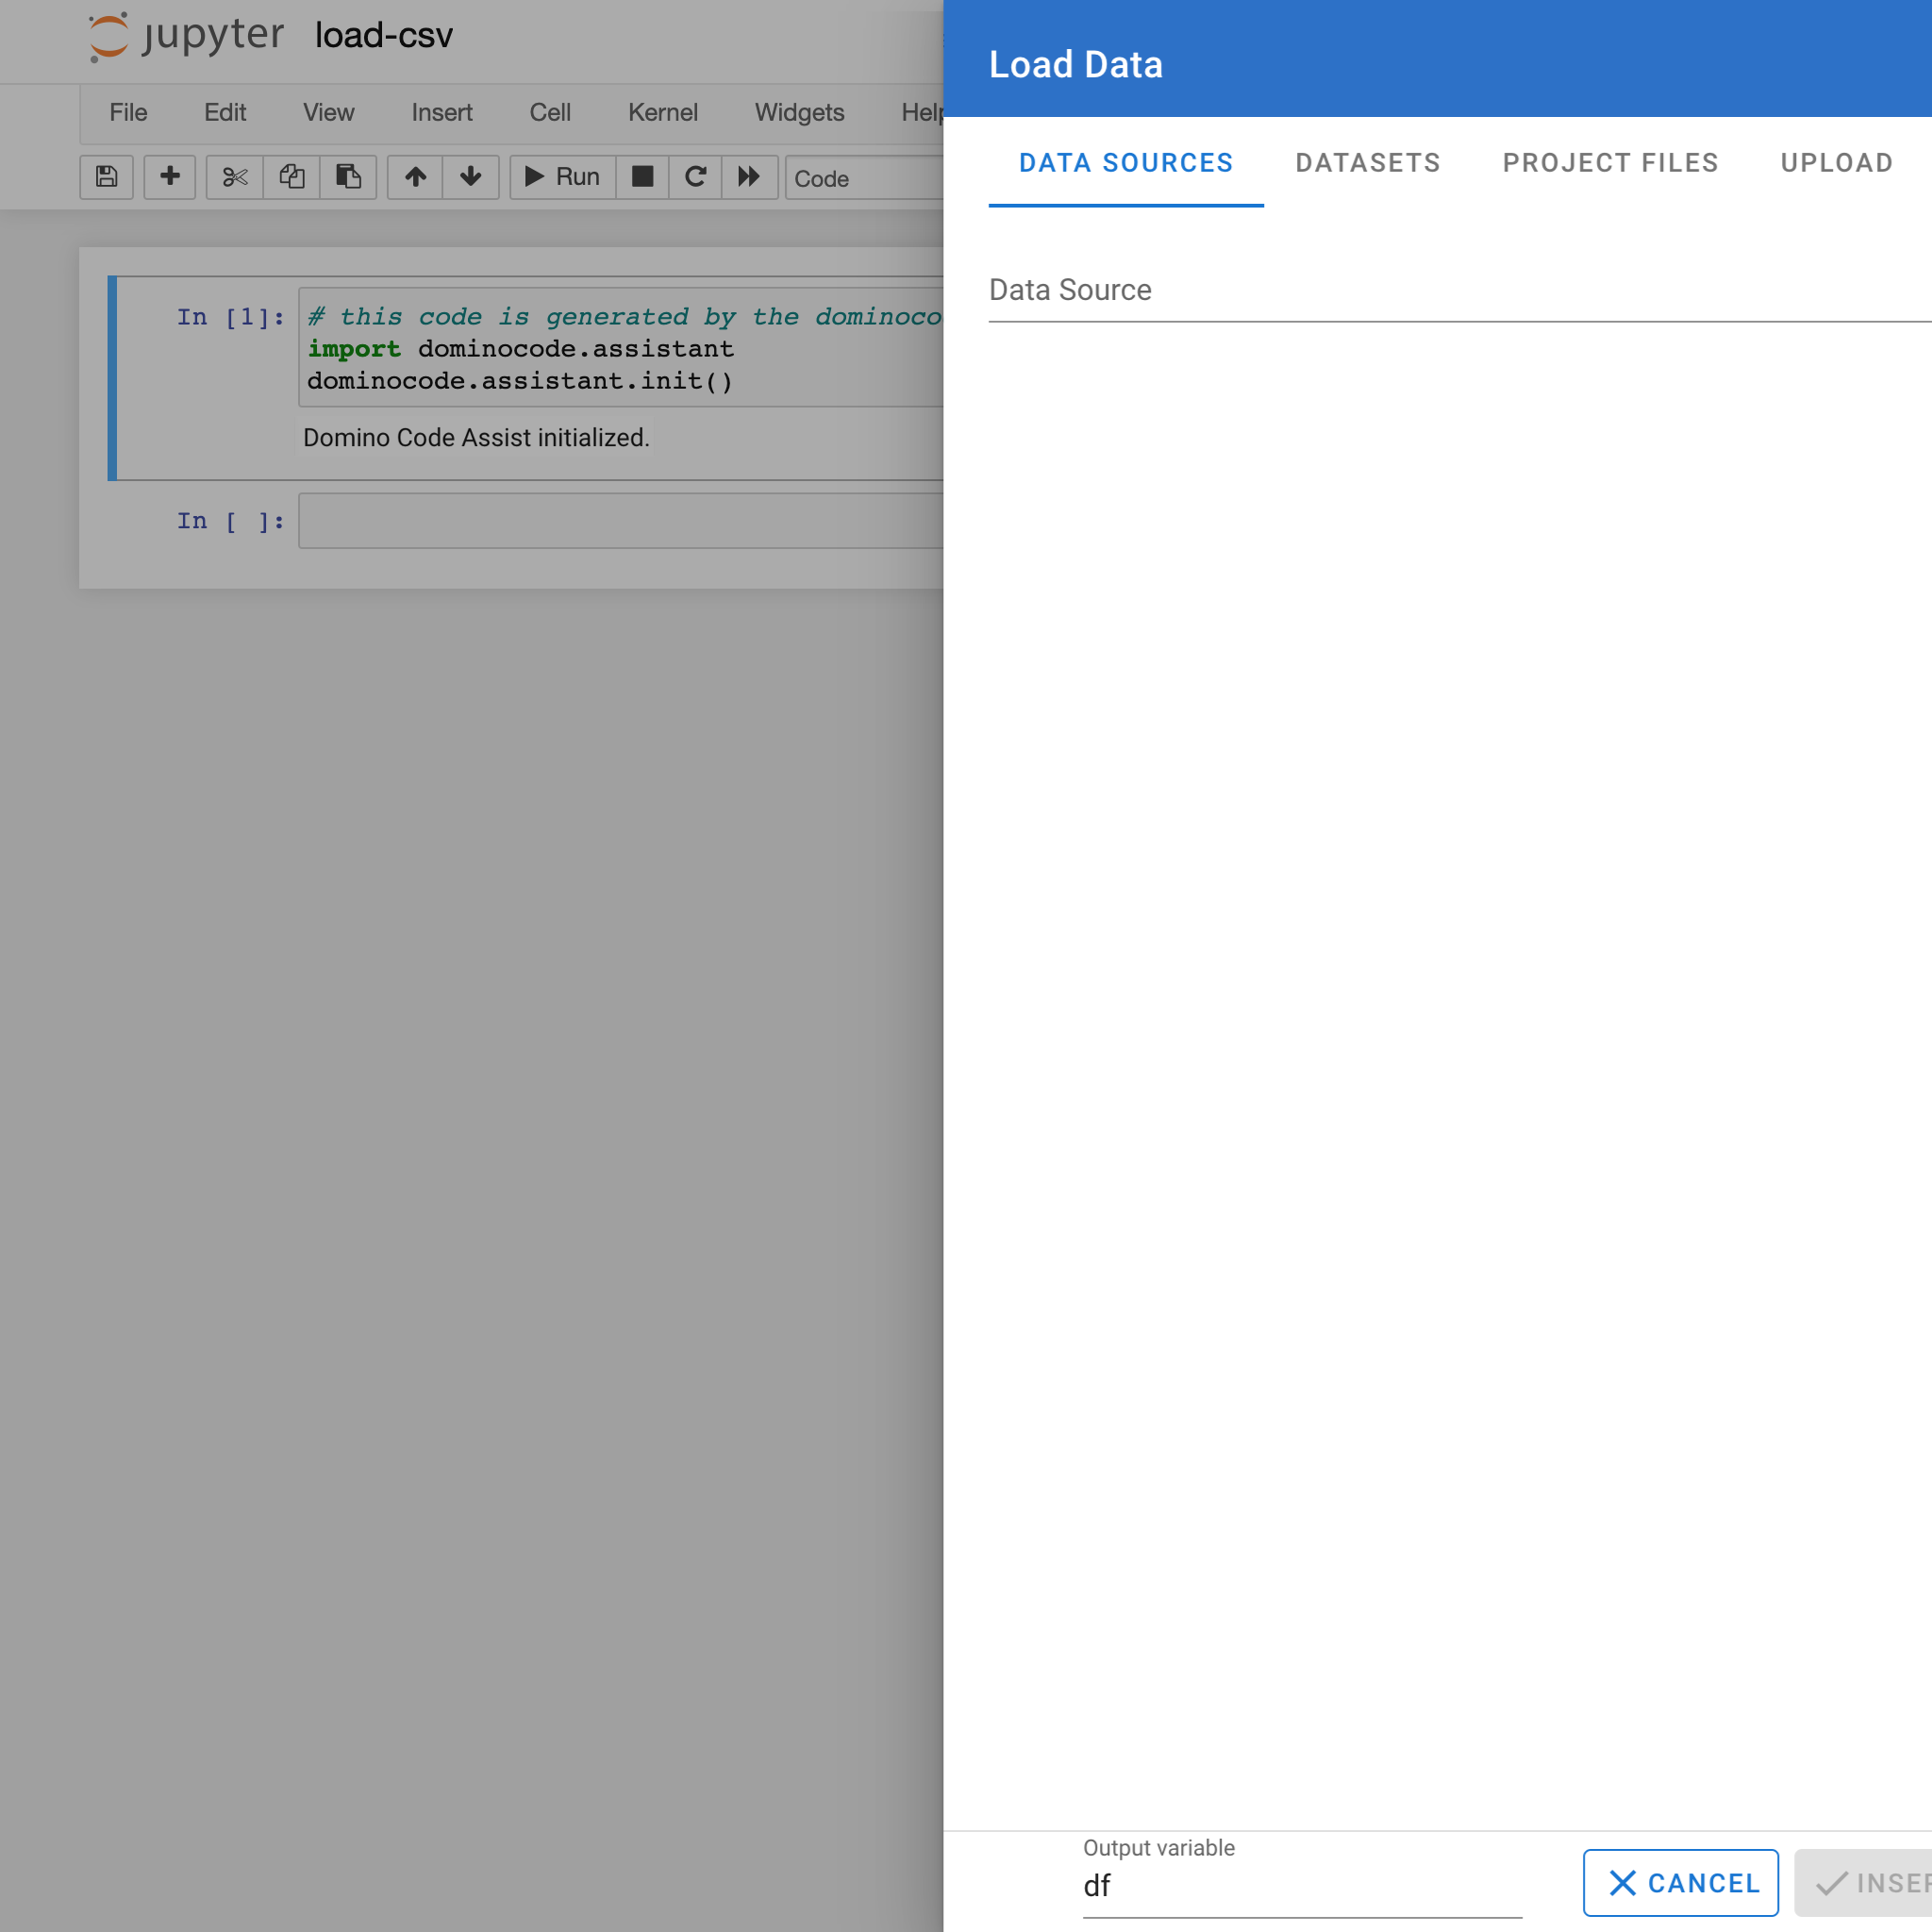 jupyter load-csv
File Edit View Insert Cell Kernel Widgets Help
Run Code
In [1]: # this code is generated by the dominoco
import dominocode.assistant
dominocode.assistant.init()
Domino Code Assist initialized.
In [ ]:
Load Data
DATA SOURCES DATASETS PROJECT FILES UPLOAD
Data Source
Output variable
df
CANCEL INSER